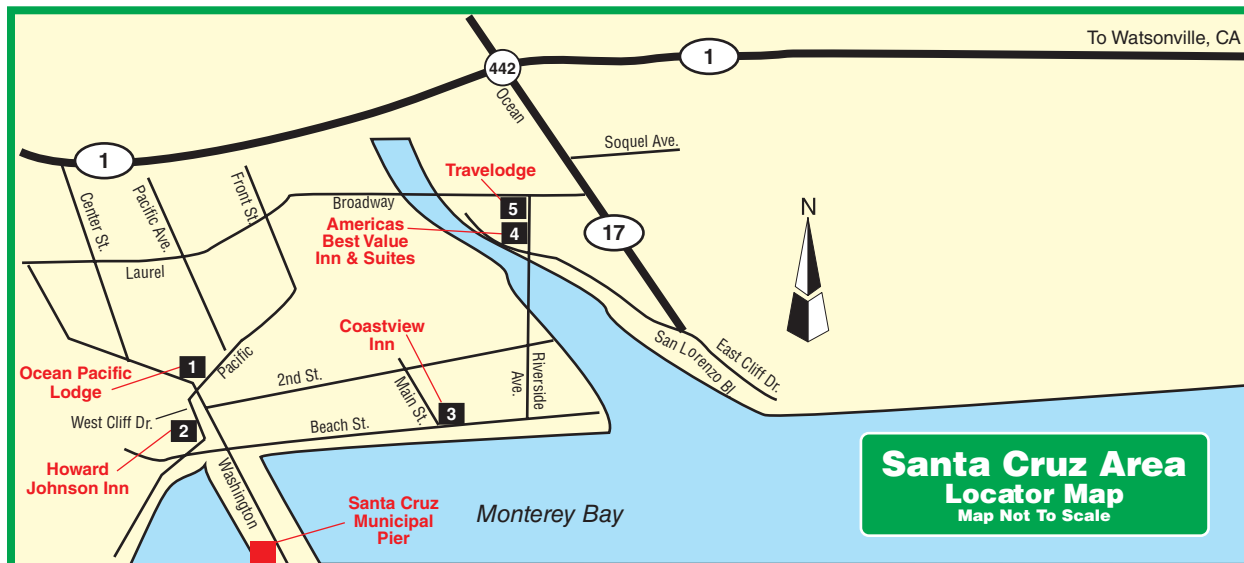 To Watsonville, CA
1
442
Ocean
Soquel Ave.
1
Travelodge
Center St.
Pacific Ave.
Front St.
Broadway
5
Americas
Best Value
Inn & Suites
4
17
N
Laurel
Coastview
Inn
San Lorenzo Bl
East Cliff Dr.
Ocean Pacific
Lodge
1
Pacific
2nd St.
Main St.
Riverside
Ave.
West Cliff Dr.
2
Beach St.
3
Howard
Johnson Inn
Washington
Santa Cruz
Municipal
Pier
Monterey Bay
Santa Cruz Area
Locator Map
Map Not To Scale